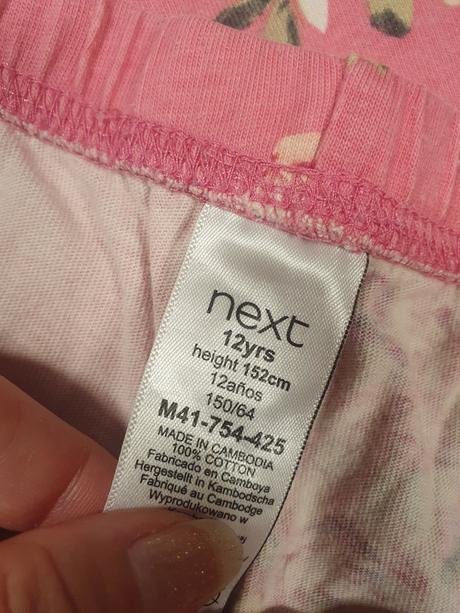 next
12yrs
height 152cm
12años
150/64
M41-754-425
MADE IN CAMBODIA
100% COTTON
Fabricado en Camboya
Hergestellt in Kambodscha
Fabriqué au Cambodge
Wyprodukowano w